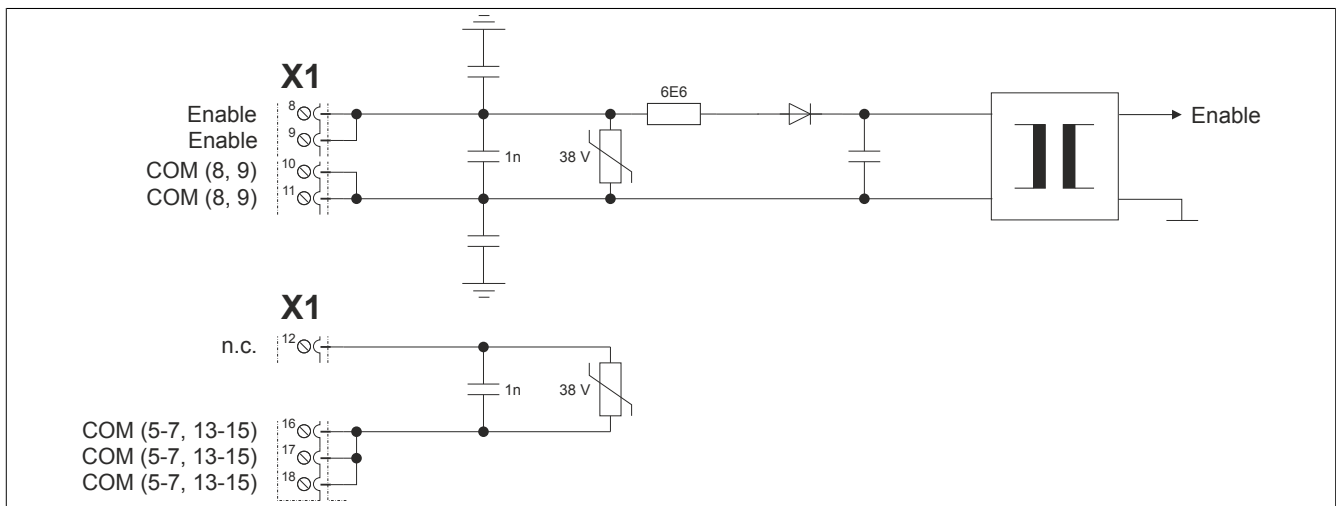 X1
6E6
8
Enable
Enable
9
Enable
10
COM (8, 9)
1n
38 V
11
COM (8, 9)
X1
12
n.c.
1n
38 V
16
COM (5-7, 13-15)
17
COM (5-7, 13-15)
18
COM (5-7, 13-15)